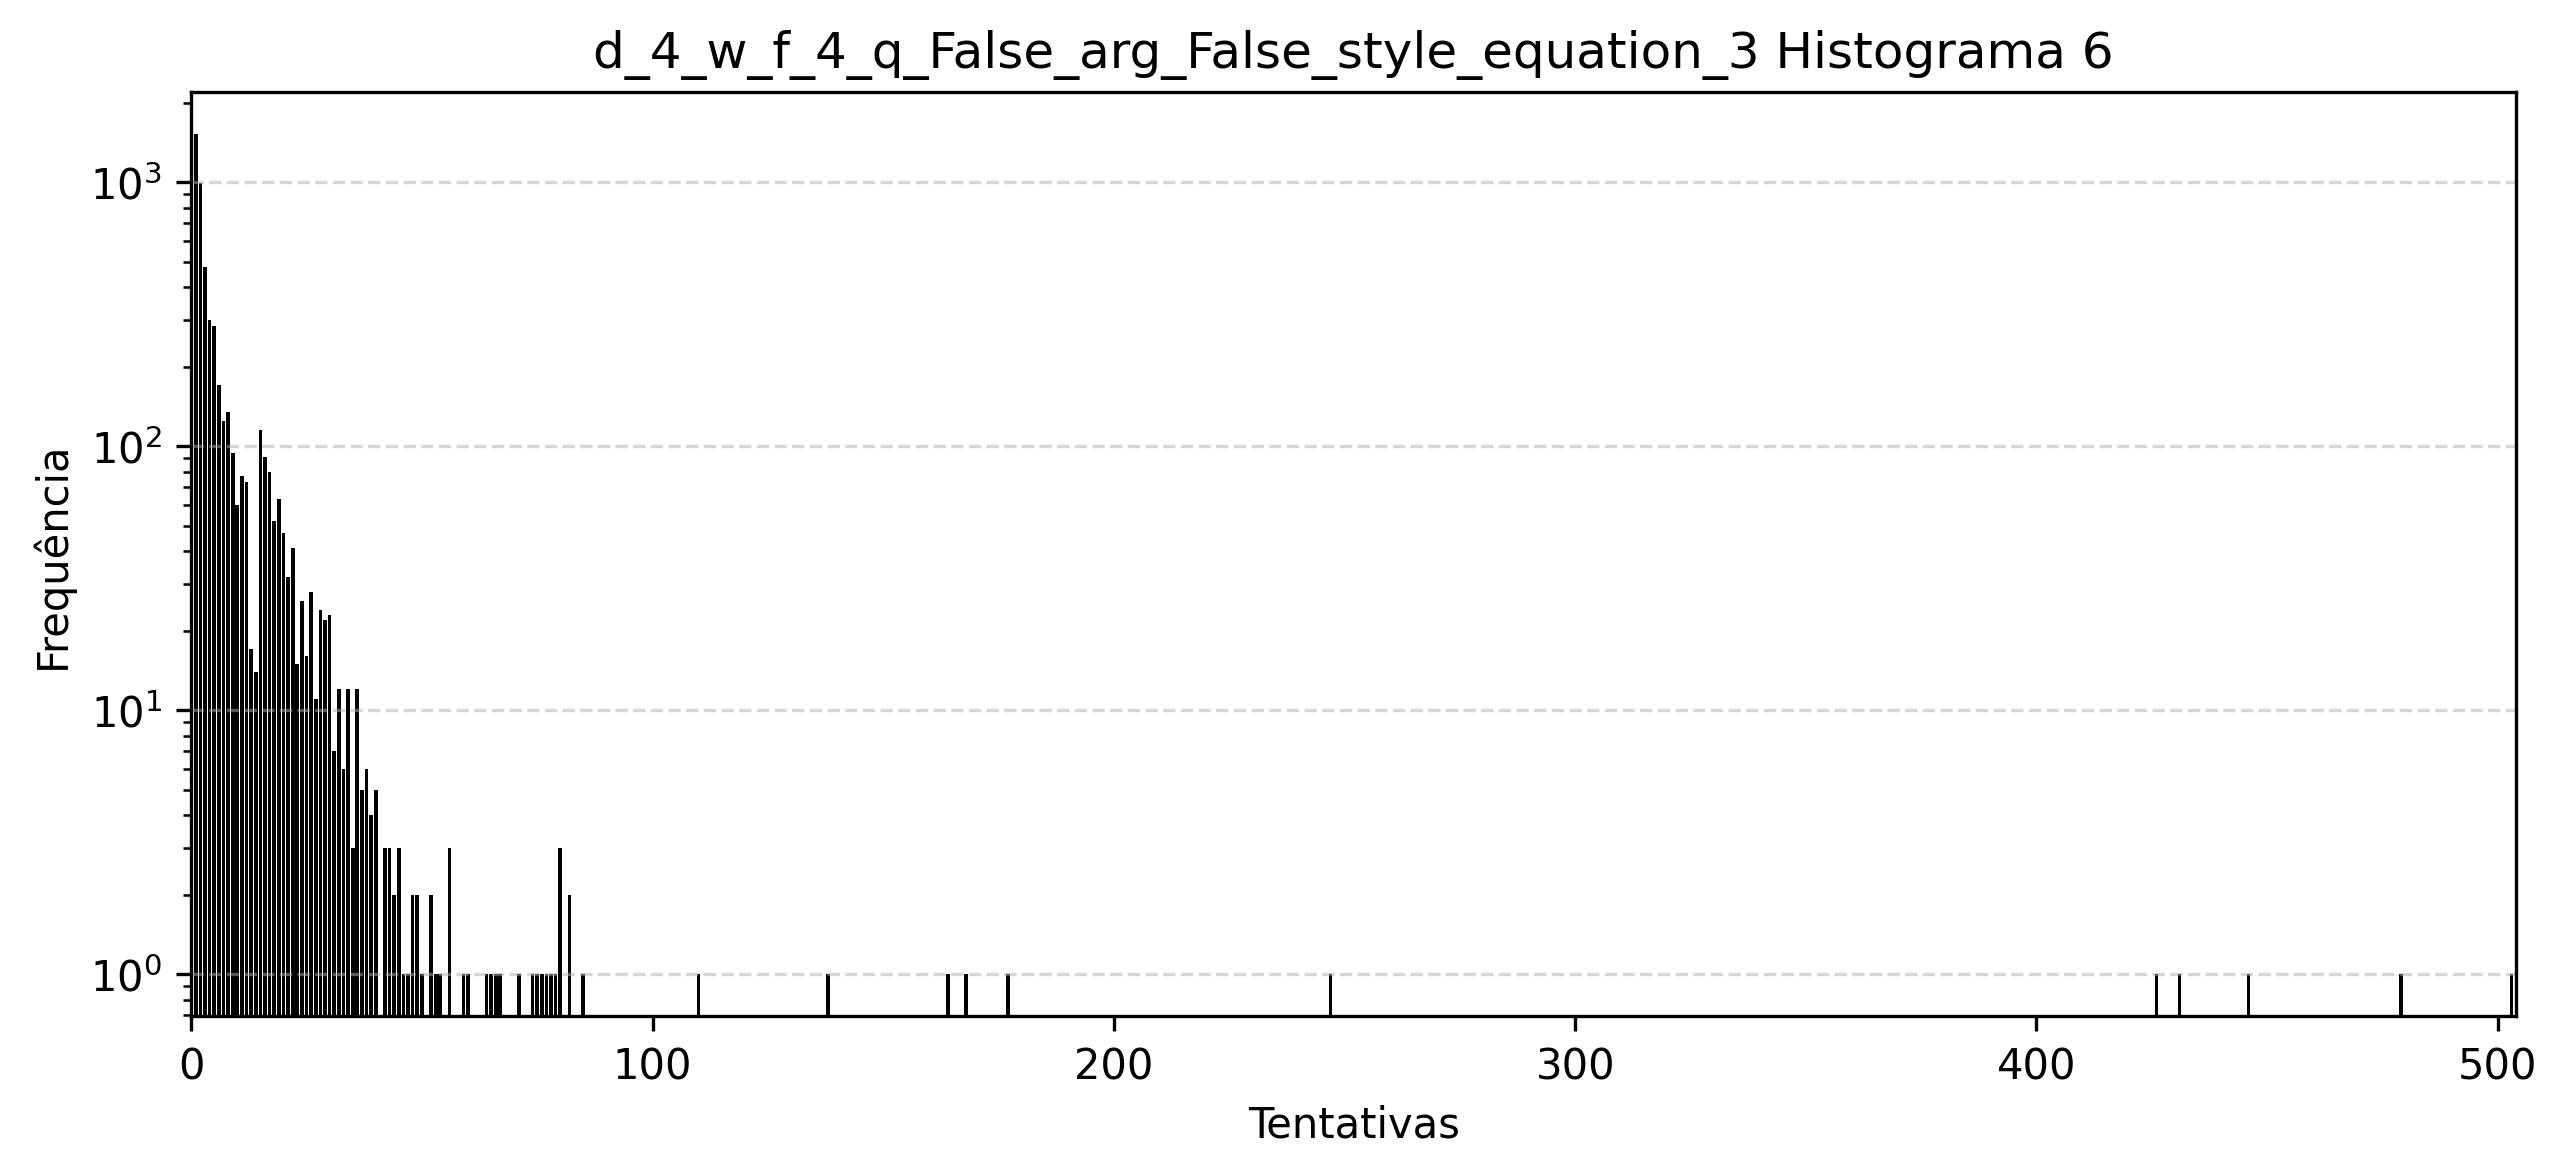 d_4_w_f_4_q_False_arg_False_style_equation_3 Histograma 6
Frequência
10³
10²
10¹
10⁰
0 100 200 300 400 500
Tentativas